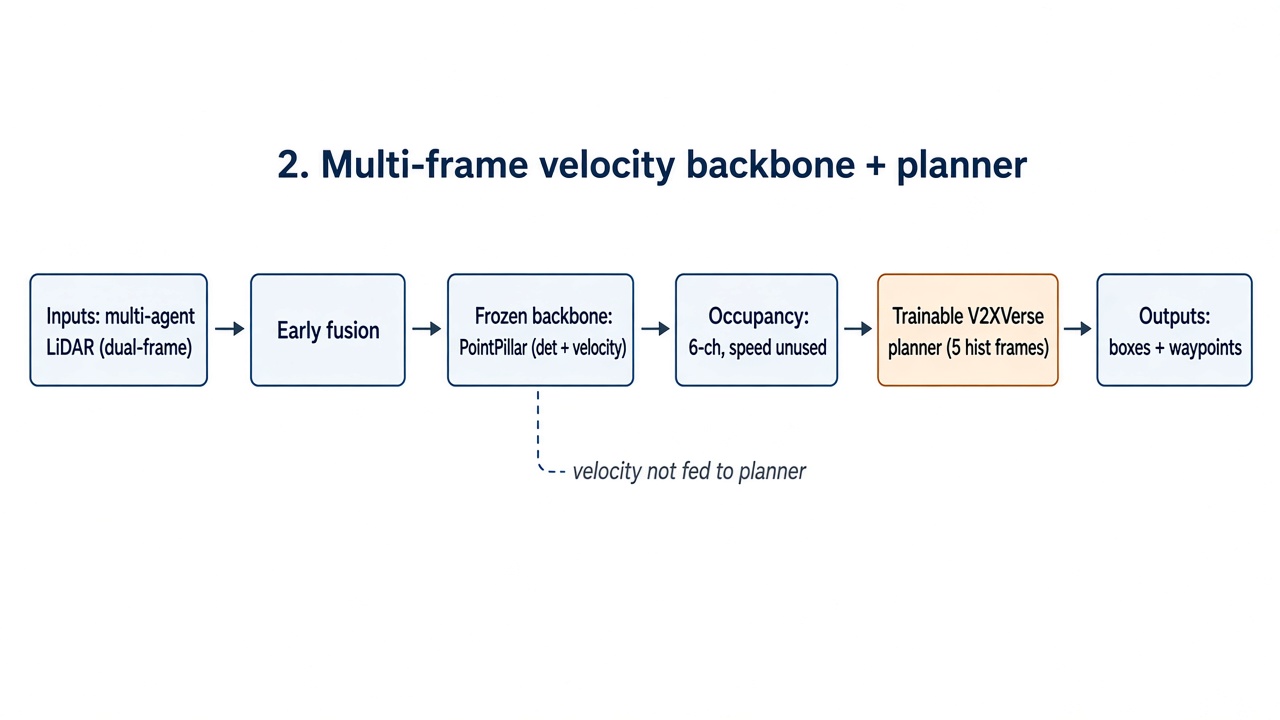 2. Multi-frame velocity backbone + planner
Inputs: multi-agent
LiDAR (dual-frame)
Early fusion
Frozen backbone:
PointPillar (det + velocity)
Occupancy:
6-ch, speed unused
Trainable V2XVerse
planner (5 hist frames)
Outputs:
boxes + waypoints
velocity not fed to planner